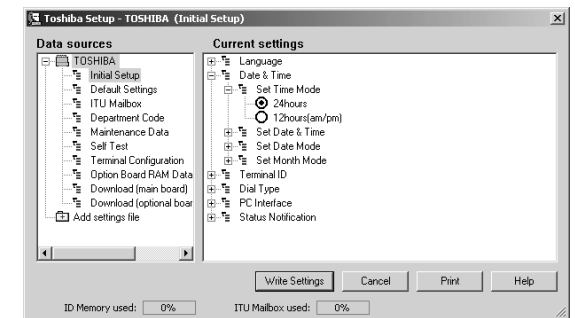 Toshiba Setup - TOSHIBA (Initial Setup)
Data sources
TOSHIBA
Initial Setup
Default Settings
ITU Mailbox
Department Code
Maintenance Data
Self Test
Terminal Configuration
Option Board RAM Data
Download (main board)
Download (optional boar
Add settings file
Current settings
Language
Date & Time
Set Time Mode
24hours
12hours(am/pm)
Set Date & Time
Set Date Mode
Set Month Mode
Terminal ID
Dial Type
PC Interface
Status Notification
Write Settings Cancel Print Help
ID Memory used: 0% ITU Mailbox used: 0%